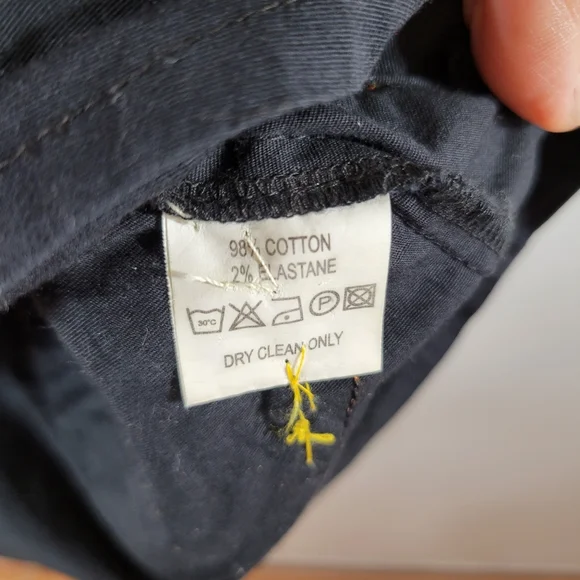 98% COTTON
2% ELASTANE
30°C P
DRY CLEAN ONLY